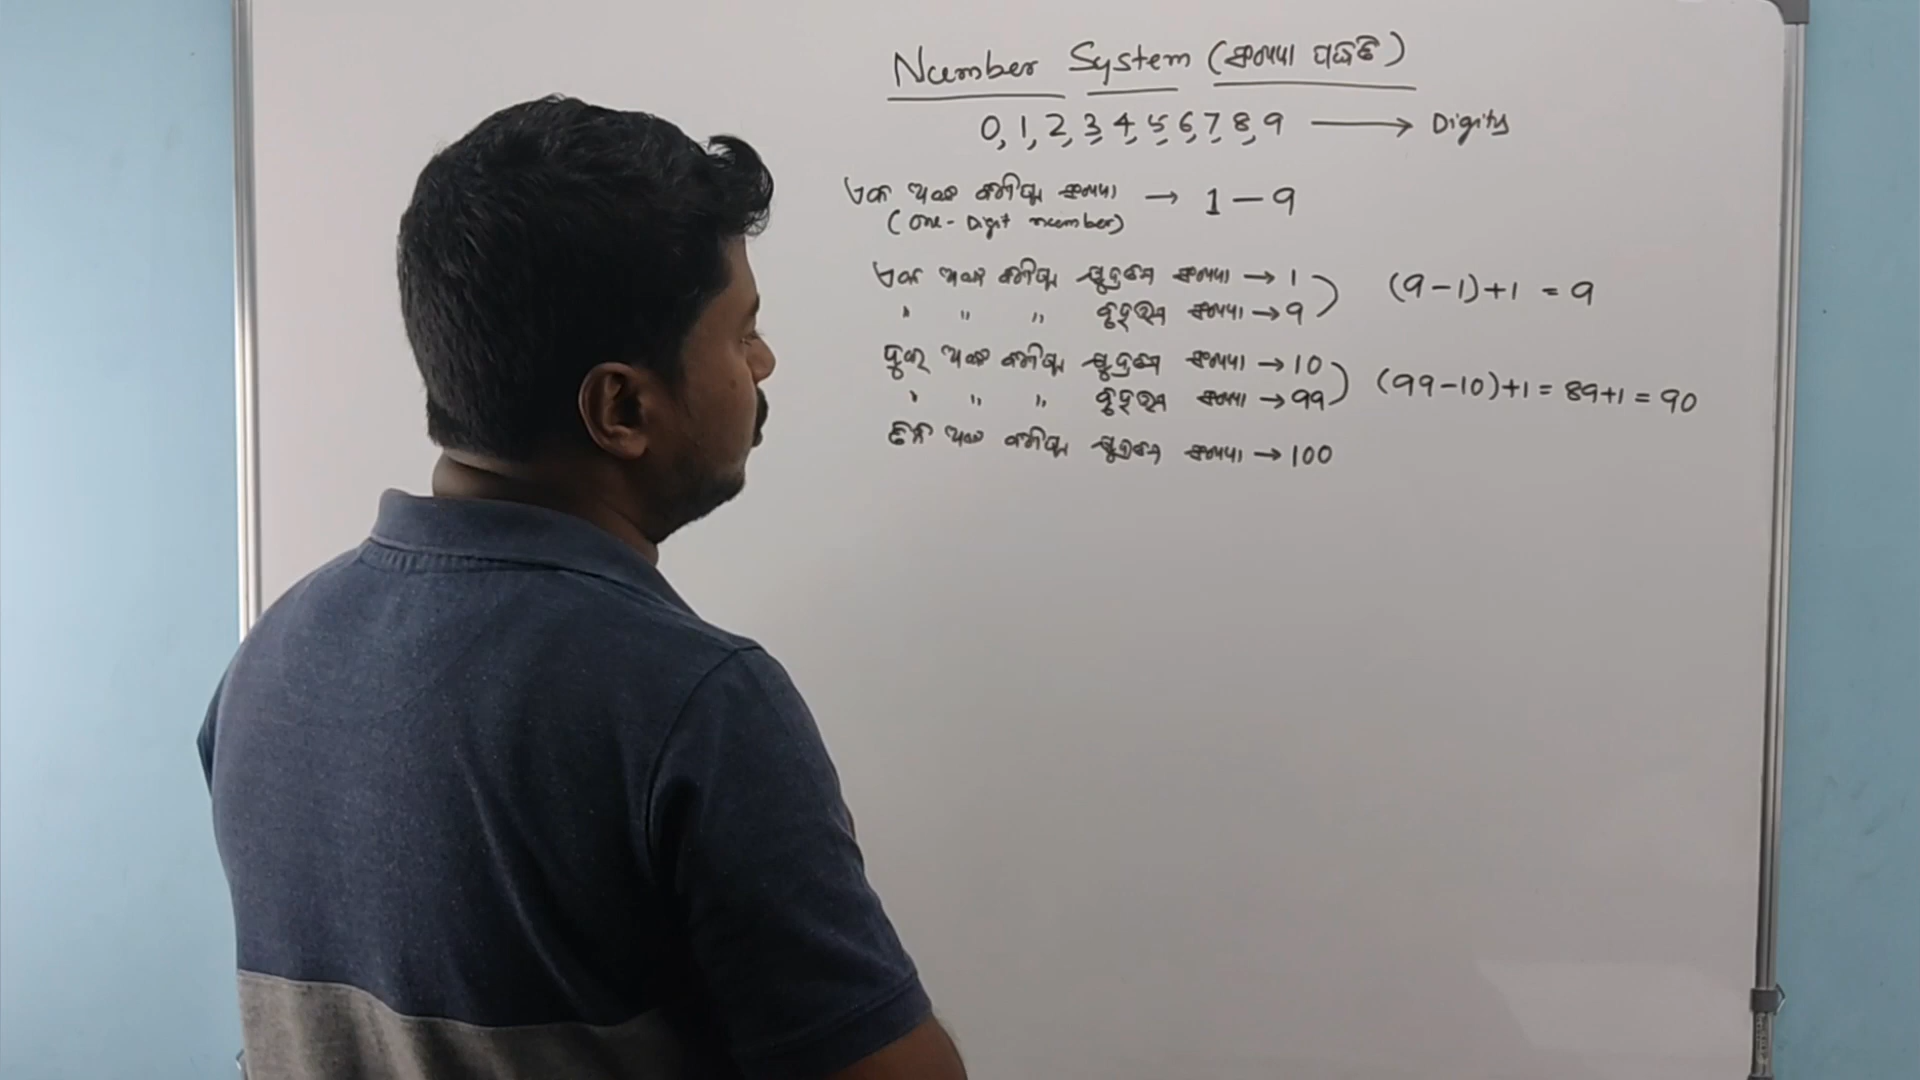 Number System (ସଂଖ୍ୟା ପଦ୍ଧତି)
0, 1, 2, 3, 4, 5, 6, 7, 8, 9 ⟶ Digits
ଏକ ଅଙ୍କ ବିଶିଷ୍ଟ ସଂଖ୍ୟା → 1 — 9
(One - Digit number)
ଏକ ଅଙ୍କ ବିଶିଷ୍ଟ କ୍ଷୁଦ୍ରତମ ସଂଖ୍ୟା → 1 (9-1)+1 = 9
" " " ବୃହତ୍ତମ ସଂଖ୍ୟା → 9
ଦୁଇ ଅଙ୍କ ବିଶିଷ୍ଟ କ୍ଷୁଦ୍ରତମ ସଂଖ୍ୟା → 10 (99-10)+1 = 89+1 = 90
" " " ବୃହତ୍ତମ ସଂଖ୍ୟା → 99
ତିନି ଅଙ୍କ ବିଶିଷ୍ଟ କ୍ଷୁଦ୍ରତମ ସଂଖ୍ୟା → 100